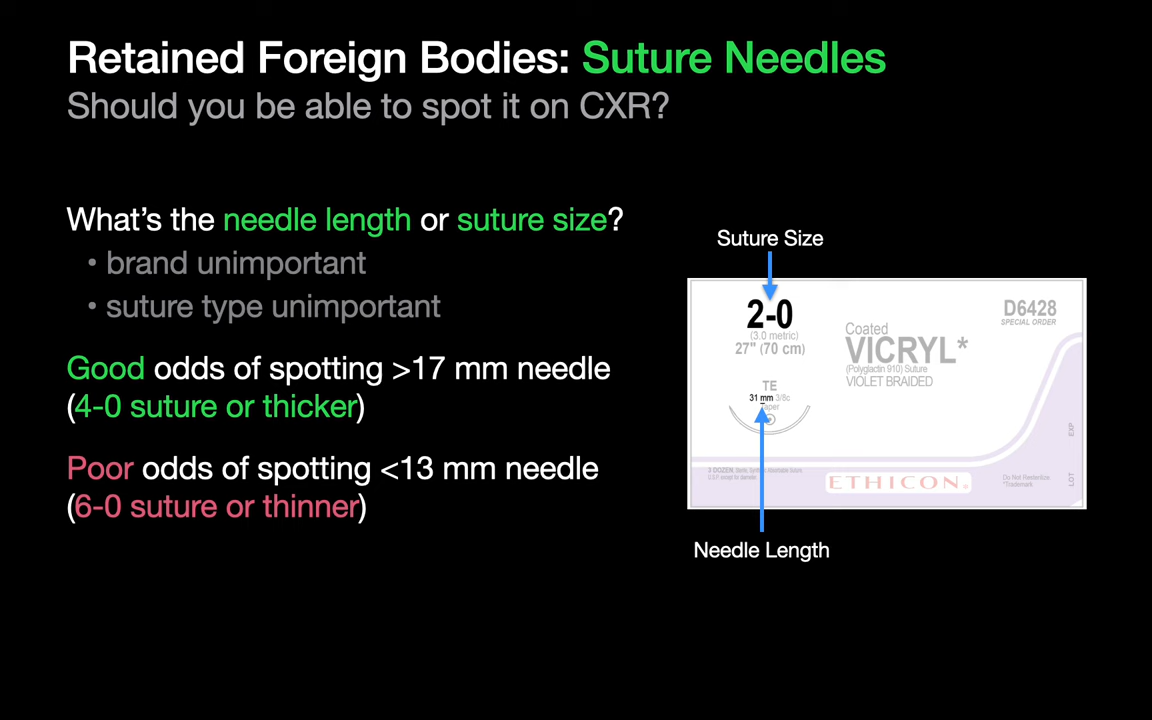 Retained Foreign Bodies: Suture Needles
Should you be able to spot it on CXR?
What's the needle length or suture size?
• brand unimportant
• suture type unimportant
Good odds of spotting >17 mm needle
(4-0 suture or thicker)
Poor odds of spotting <13 mm needle
(6-0 suture or thinner)
Suture Size
2-0
(3.0 metric)
27" (70 cm)
TE
31 mm 3/8c
Taper
Coated
VICRYL*
(Polyglactin 910) Suture
VIOLET BRAIDED
D6428
SPECIAL ORDER
EXP
LOT
ETHICON.
Do Not Resterilize
*Trademark
Needle Length